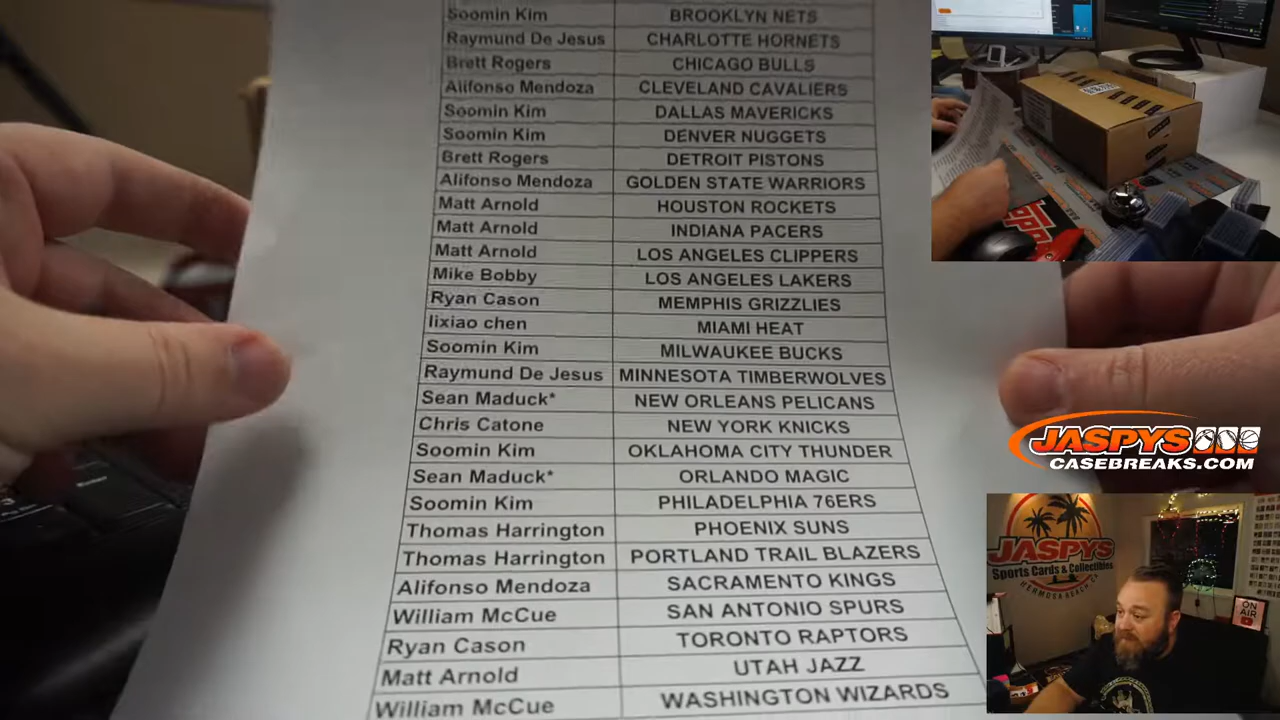 Soomin Kim BROOKLYN NETS
Raymund De Jesus CHARLOTTE HORNETS
Brett Rogers CHICAGO BULLS
Alifonso Mendoza CLEVELAND CAVALIERS
Soomin Kim DALLAS MAVERICKS
Soomin Kim DENVER NUGGETS
Brett Rogers DETROIT PISTONS
Alifonso Mendoza GOLDEN STATE WARRIORS
Matt Arnold HOUSTON ROCKETS
Matt Arnold INDIANA PACERS
Matt Arnold LOS ANGELES CLIPPERS
Mike Bobby LOS ANGELES LAKERS
Ryan Cason MEMPHIS GRIZZLIES
lixiao chen MIAMI HEAT
Soomin Kim MILWAUKEE BUCKS
Raymund De Jesus MINNESOTA TIMBERWOLVES
Sean Maduck* NEW ORLEANS PELICANS
Chris Catone NEW YORK KNICKS
Soomin Kim OKLAHOMA CITY THUNDER
Sean Maduck* ORLANDO MAGIC
Soomin Kim PHILADELPHIA 76ERS
Thomas Harrington PHOENIX SUNS
Thomas Harrington PORTLAND TRAIL BLAZERS
Alifonso Mendoza SACRAMENTO KINGS
William McCue SAN ANTONIO SPURS
Ryan Cason TORONTO RAPTORS
Matt Arnold UTAH JAZZ
William McCue WASHINGTON WIZARDS
JASPYS
CASEBREAKS.COM
JASPYS
Sports Cards & Collectibles
HERMOSA BEACH CA
ON AIR